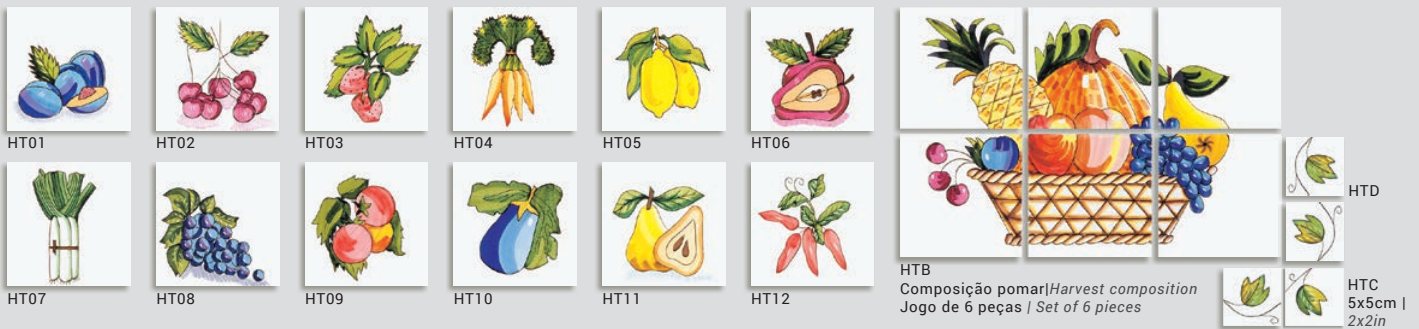 HT01
HT02
HT03
HT04
HT05
HT06
HT07
HT08
HT09
HT10
HT11
HT12
HTB
Composição pomar|Harvest composition
Jogo de 6 peças | Set of 6 pieces
HTD
HTC
5x5cm |
2x2in